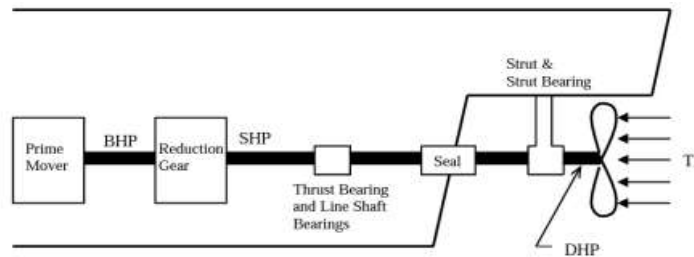 Strut &
Strut Bearing
Prime
Mover
BHP
Reduction
Gear
SHP
Thrust Bearing
and Line Shaft
Bearings
Seal
T
DHP